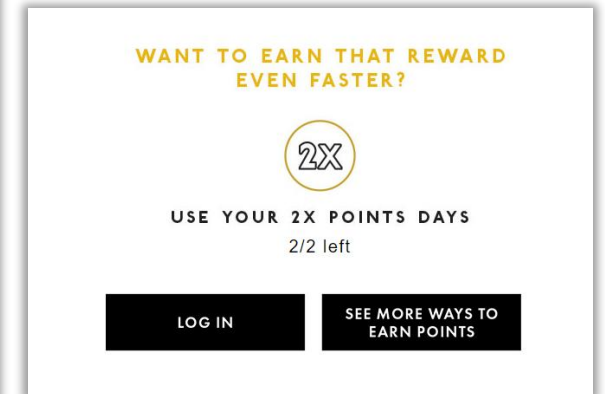 WANT TO EARN THAT REWARD
EVEN FASTER?
2X
USE YOUR 2X POINTS DAYS
2/2 left
LOG IN
SEE MORE WAYS TO
EARN POINTS